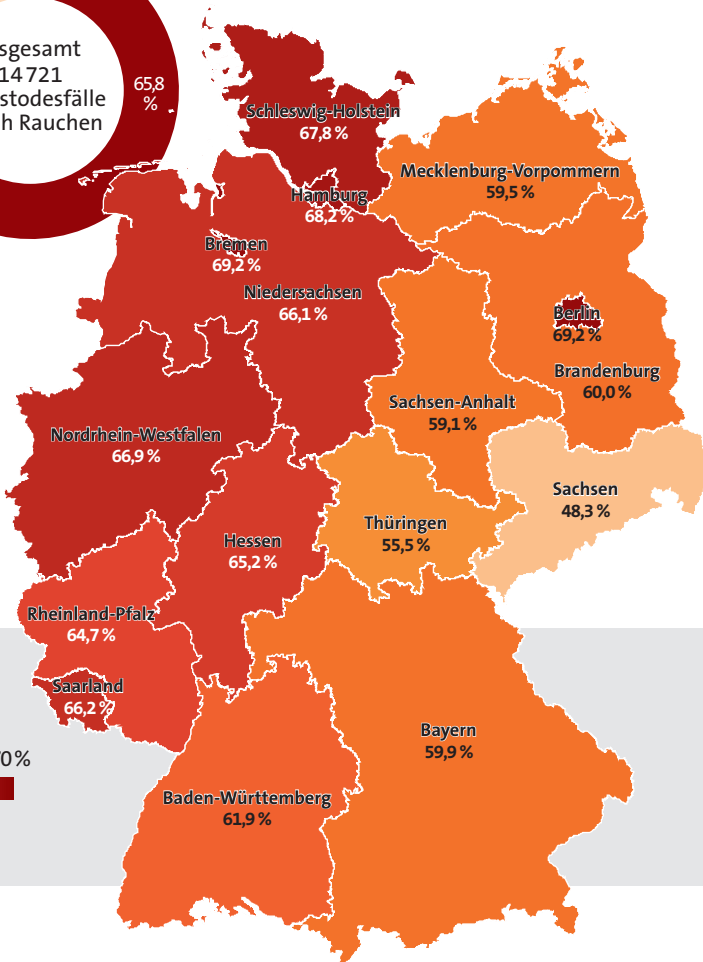 14 721
Rauchen
65,8
%
Schleswig-Holstein
67,8 %
Mecklenburg-Vorpommern
59,5 %
Hamburg
68,2 %
Bremen
69,2 %
Niedersachsen
66,1 %
Berlin
69,2 %
Brandenburg
60,0 %
Sachsen-Anhalt
59,1 %
Nordrhein-Westfalen
66,9 %
Sachsen
48,3 %
Thüringen
55,5 %
Hessen
65,2 %
Rheinland-Pfalz
64,7 %
Saarland
66,2 %
Bayern
59,9 %
Baden-Württemberg
61,9 %